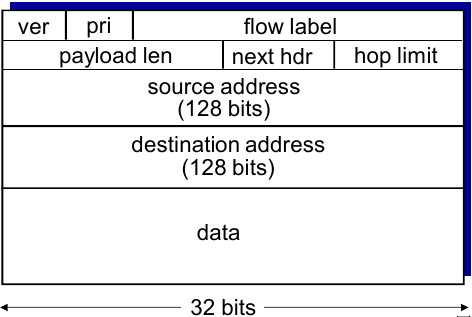 ver pri flow label
payload len next hdr hop limit
source address
(128 bits)
destination address
(128 bits)
data
32 bits